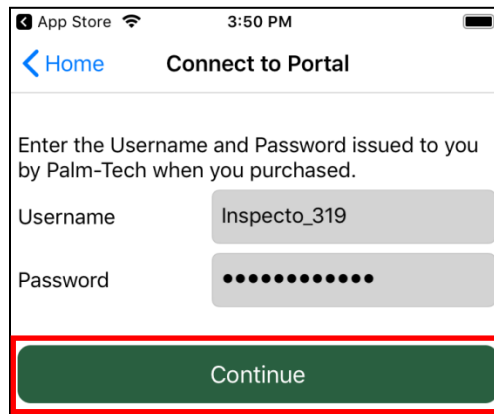 App Store 3:50 PM
Home Connect to Portal
Enter the Username and Password issued to you
by Palm-Tech when you purchased.
Username Inspecto_319
Password ●●●●●●●●●●●●
Continue